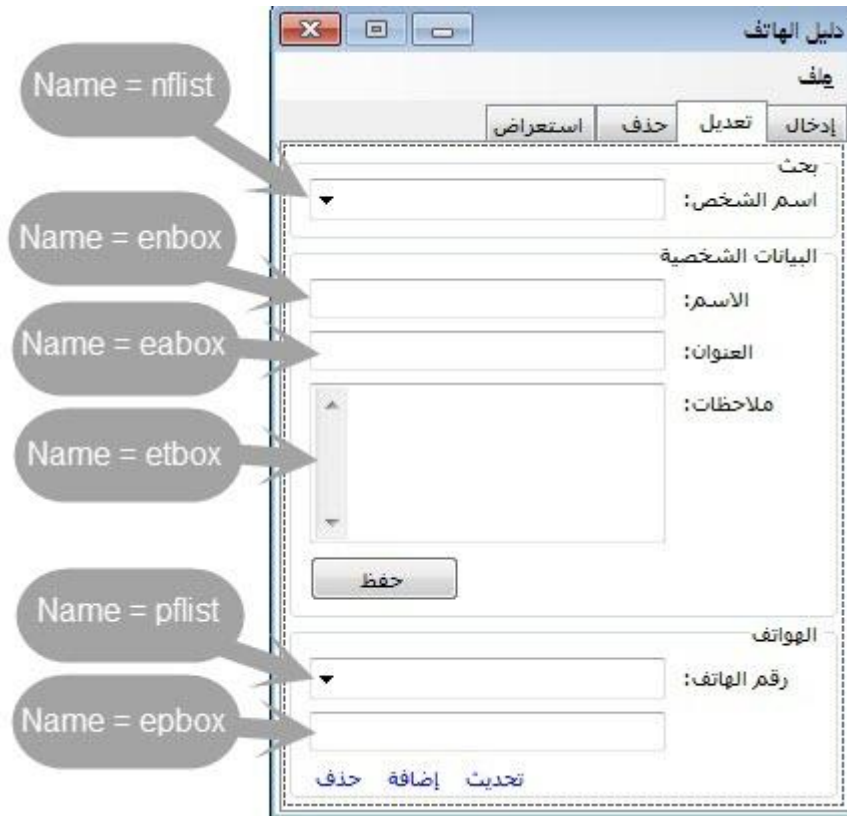 دليل الهاتف
ملف
إدخال تعديل حذف استعراض
بحث
اسم الشخص:
Name = nflist
البيانات الشخصية
الاسم:
Name = enbox
العنوان:
Name = eabox
ملاحظات:
Name = etbox
حفظ
الهواتف
رقم الهاتف:
Name = pflist
Name = epbox
تحديث إضافة حذف